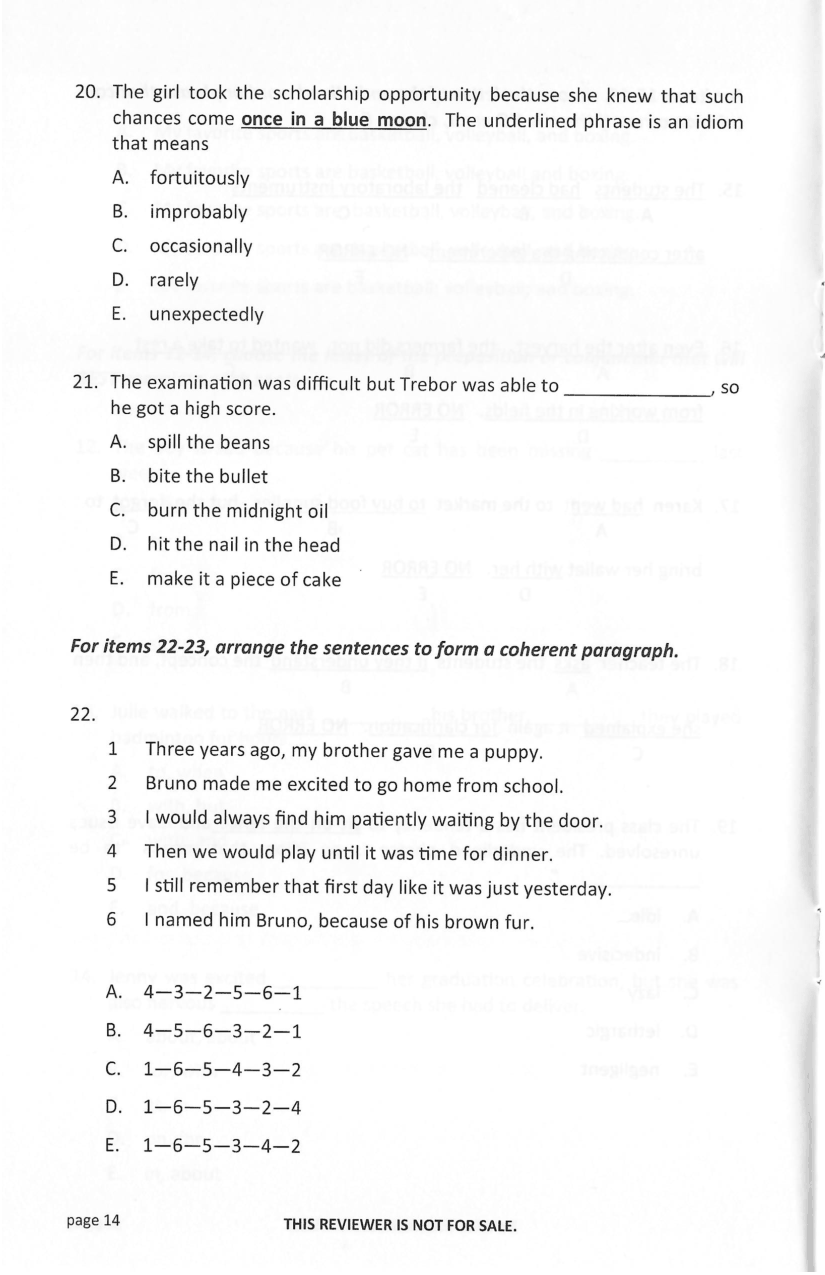 20. The girl took the scholarship opportunity because she knew that such
chances come once in a blue moon. The underlined phrase is an idiom
that means
A. fortuitously
B. improbably
C. occasionally
D. rarely
E. unexpectedly
21. The examination was difficult but Trebor was able to ______________, so
he got a high score.
A. spill the beans
B. bite the bullet
C. burn the midnight oil
D. hit the nail in the head
E. make it a piece of cake
For items 22-23, arrange the sentences to form a coherent paragraph.
22.
1 Three years ago, my brother gave me a puppy.
2 Bruno made me excited to go home from school.
3 I would always find him patiently waiting by the door.
4 Then we would play until it was time for dinner.
5 I still remember that first day like it was just yesterday.
6 I named him Bruno, because of his brown fur.
A. 4—3—2—5—6—1
B. 4—5—6—3—2—1
C. 1—6—5—4—3—2
D. 1—6—5—3—2—4
E. 1—6—5—3—4—2
page 14 THIS REVIEWER IS NOT FOR SALE.